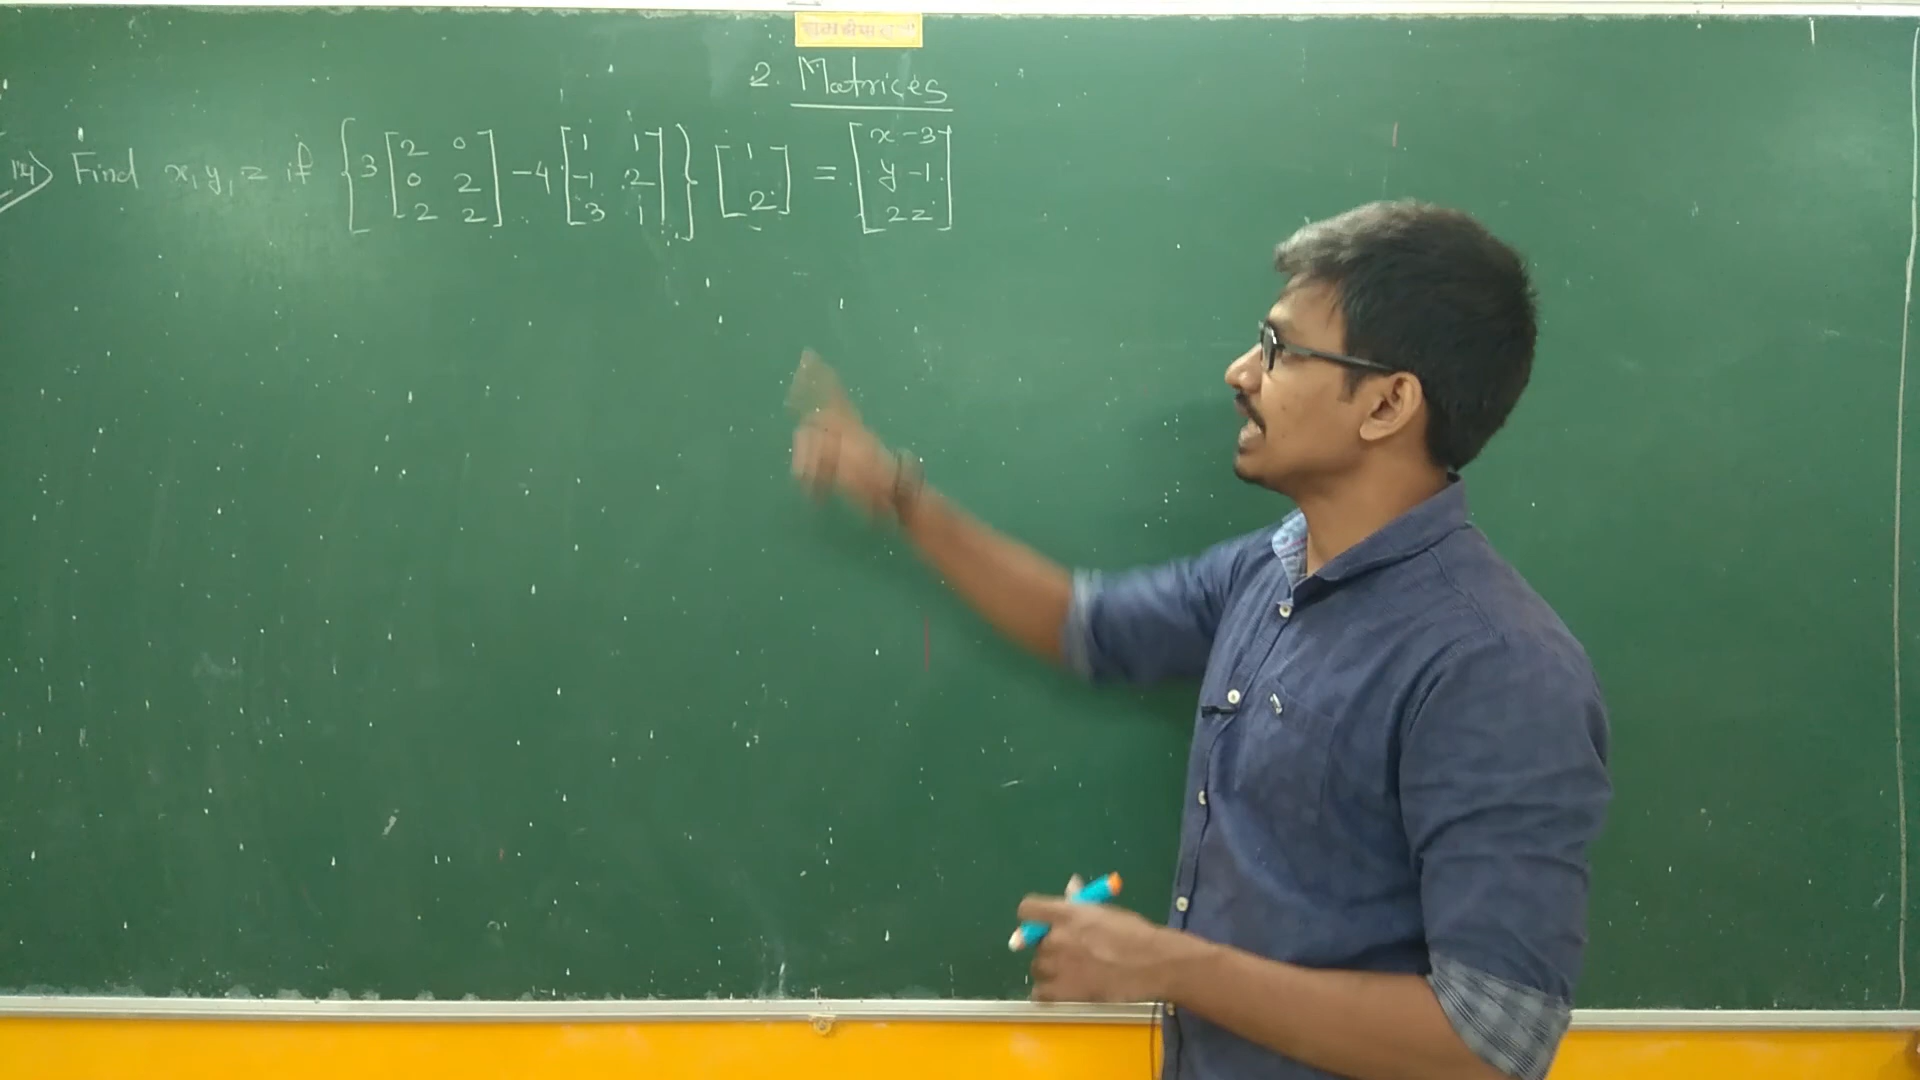 2. Matrices
14) Find x, y, z if { 3 [ 2 0 ; 0 2 ; 2 2 ] - 4 [ 1 1 ; -1 2 ; 3 1 ] } [ 1 ; 2 ] = [ x - 3 ; y - 1 ; 2z ]